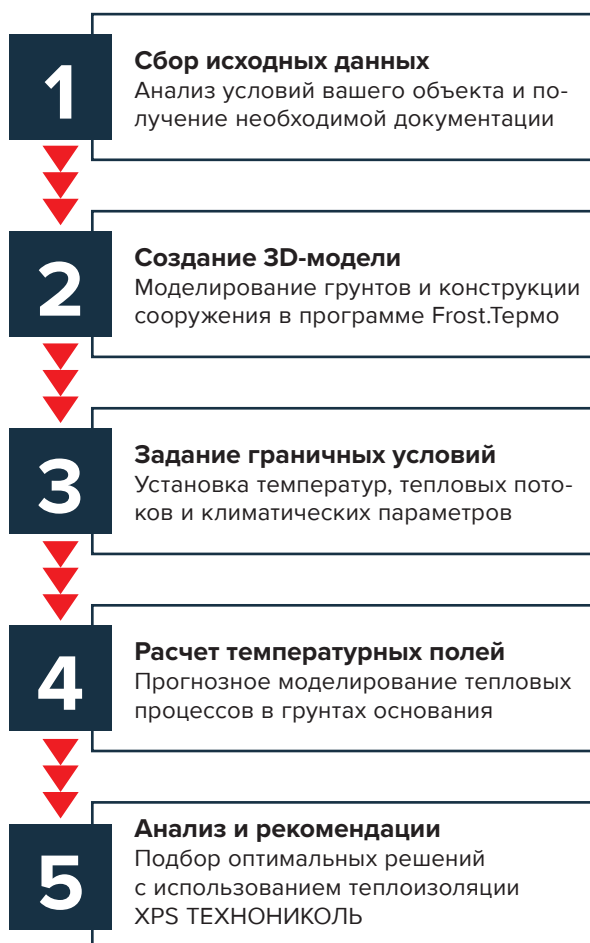 1
Сбор исходных данных
Анализ условий вашего объекта и по-
лучение необходимой документации
2
Создание 3D-модели
Моделирование грунтов и конструкции
сооружения в программе Frost.Термо
3
Задание граничных условий
Установка температур, тепловых пото-
ков и климатических параметров
4
Расчет температурных полей
Прогнозное моделирование тепловых
процессов в грунтах основания
5
Анализ и рекомендации
Подбор оптимальных решений
с использованием теплоизоляции
XPS ТЕХНОНИКОЛЬ